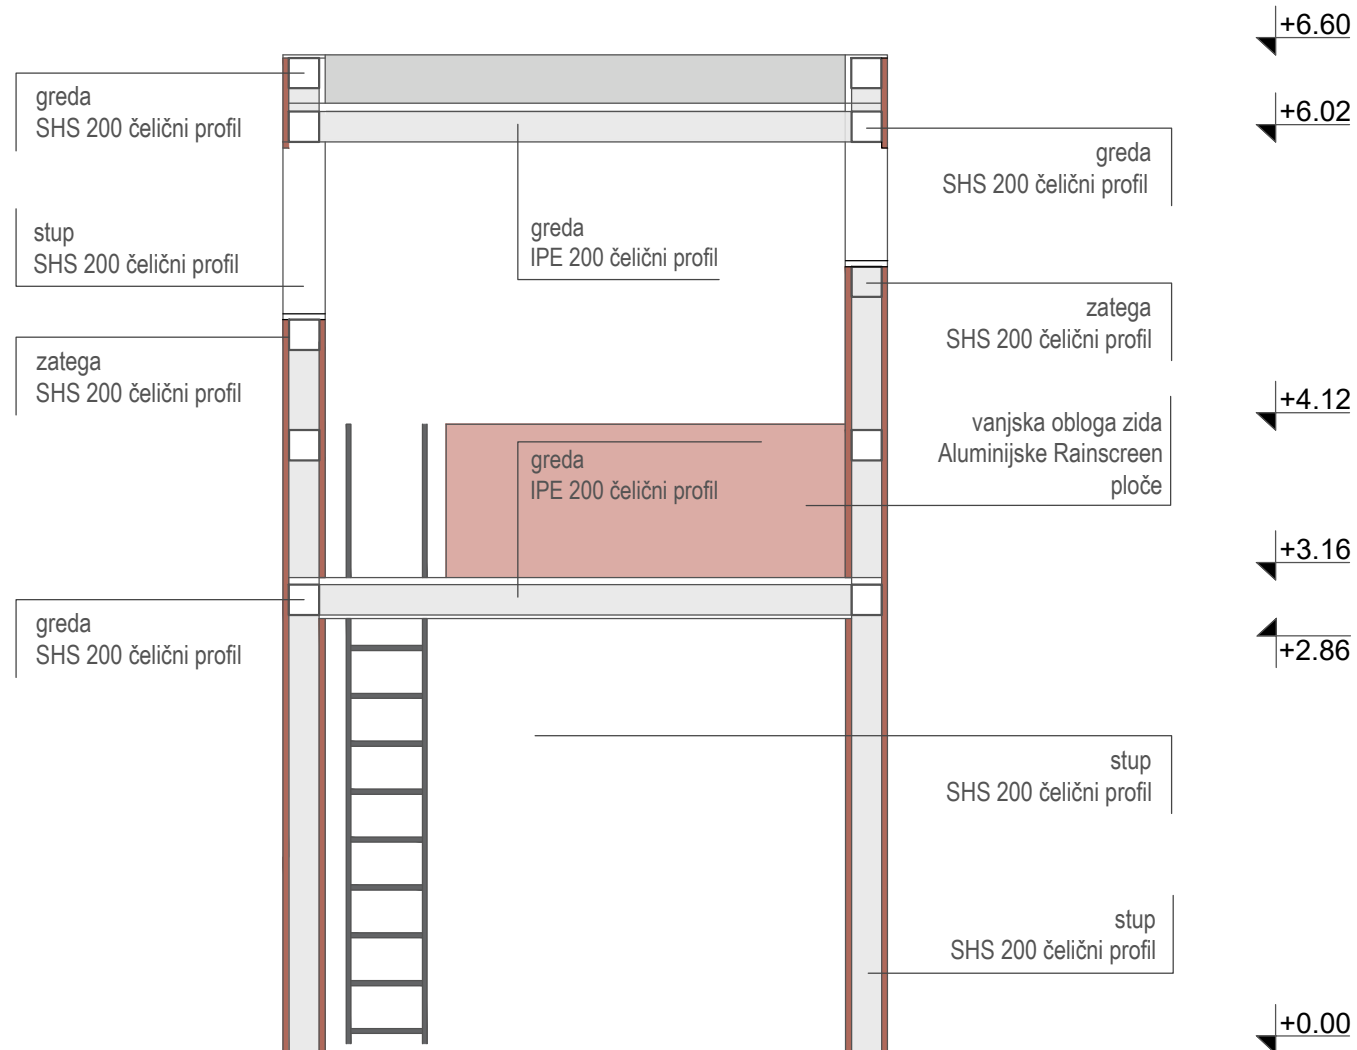 +6.60
greda
SHS 200 čelični profil
+6.02
greda
SHS 200 čelični profil
stup
SHS 200 čelični profil
greda
IPE 200 čelični profil
zatega
SHS 200 čelični profil
zatega
SHS 200 čelični profil
+4.12
vanjska obloga zida
Aluminijske Rainscreen
ploče
greda
IPE 200 čelični profil
+3.16
greda
SHS 200 čelični profil
+2.86
stup
SHS 200 čelični profil
stup
SHS 200 čelični profil
+0.00